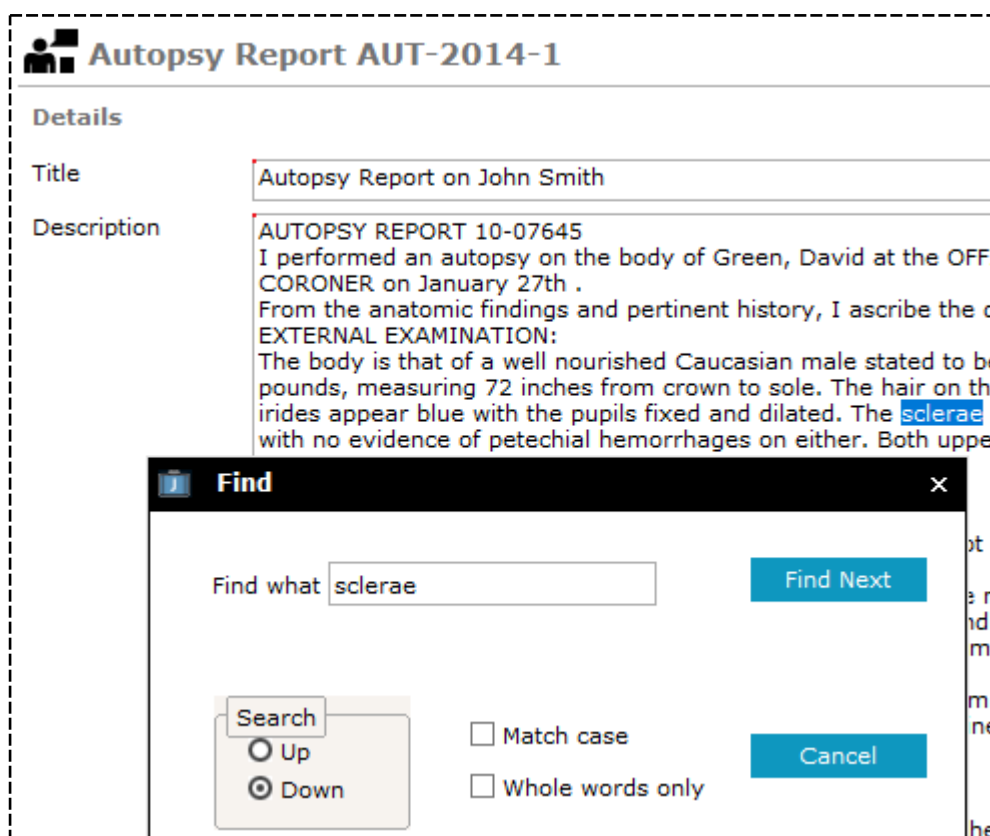 Autopsy Report AUT-2014-1
Details
Title
Autopsy Report on John Smith
Description
AUTOPSY REPORT 10-07645
I performed an autopsy on the body of Green, David at the OFF
CORONER on January 27th .
From the anatomic findings and pertinent history, I ascribe the
EXTERNAL EXAMINATION:
The body is that of a well nourished Caucasian male stated to b
pounds, measuring 72 inches from crown to sole. The hair on th
irides appear blue with the pupils fixed and dilated. The sclerae
with no evidence of petechial hemorrhages on either. Both uppe
Find
Find what sclerae
Find Next
Search
Up
Down
Match case
Whole words only
Cancel